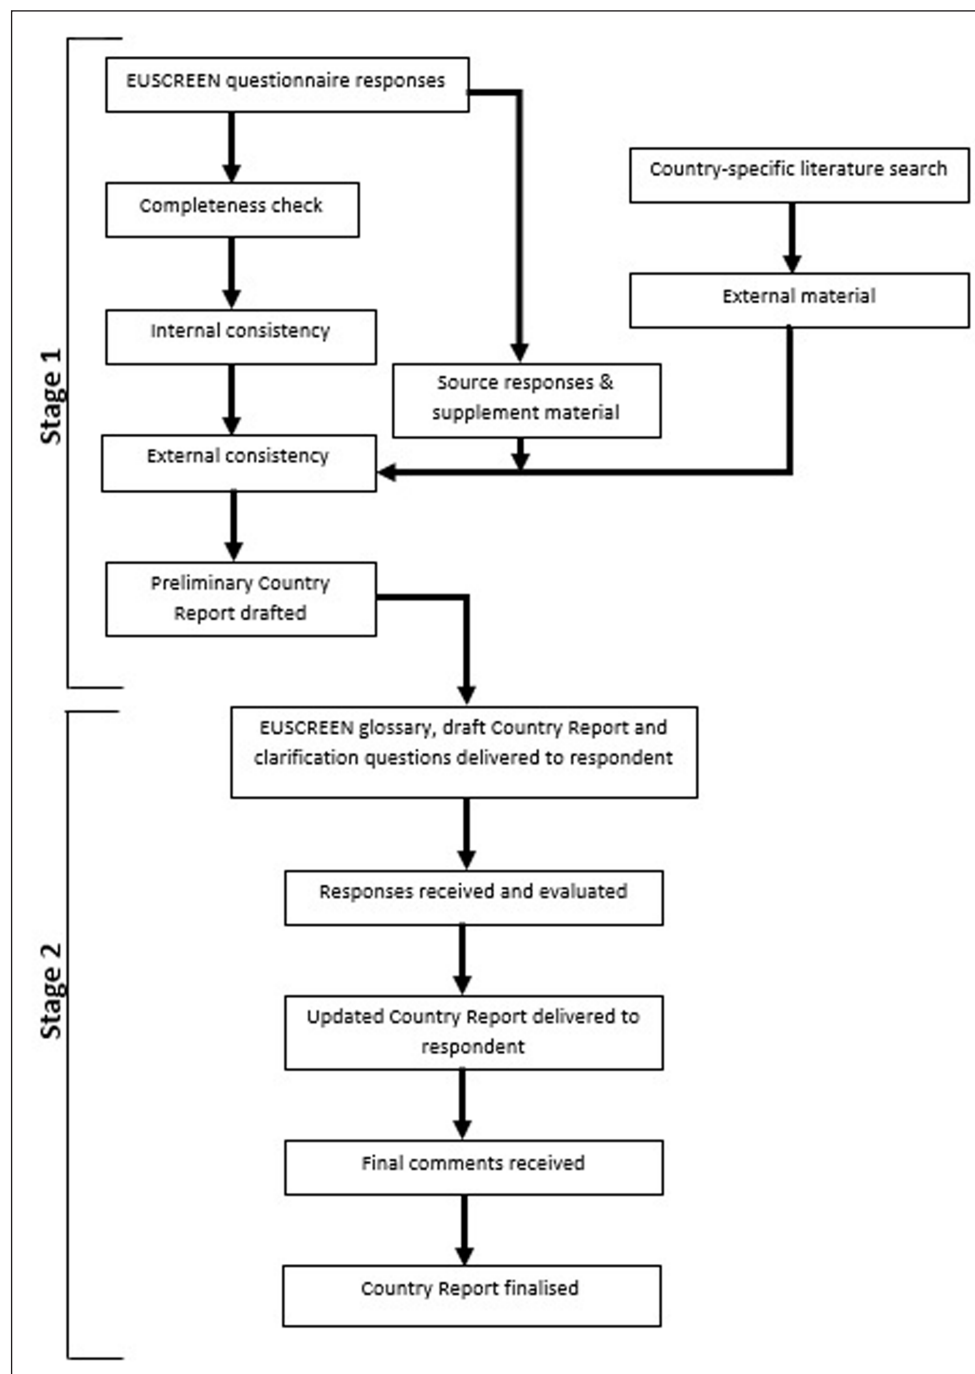 Stage 1
EUSCREEN questionnaire responses
Completeness check
Internal consistency
External consistency
Preliminary Country
Report drafted
Source responses &
supplement material
Country-specific literature search
External material
Stage 2
EUSCREEN glossary, draft Country Report and
clarification questions delivered to respondent
Responses received and evaluated
Updated Country Report delivered to
respondent
Final comments received
Country Report finalised